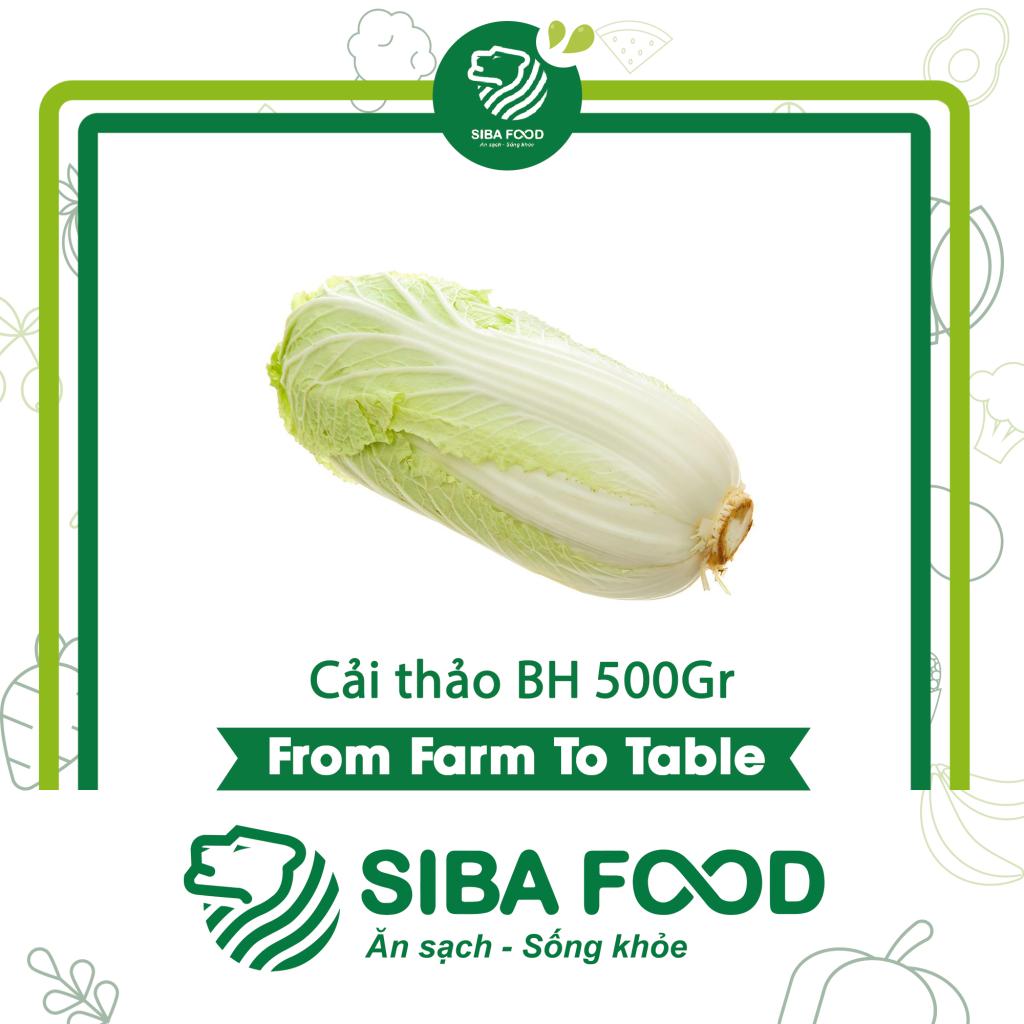 SIBA FOOD
Ăn sạch - Sống khỏe
Cải thảo BH 500Gr
From Farm To Table
SIBA FOOD
Ăn sạch - Sống khỏe